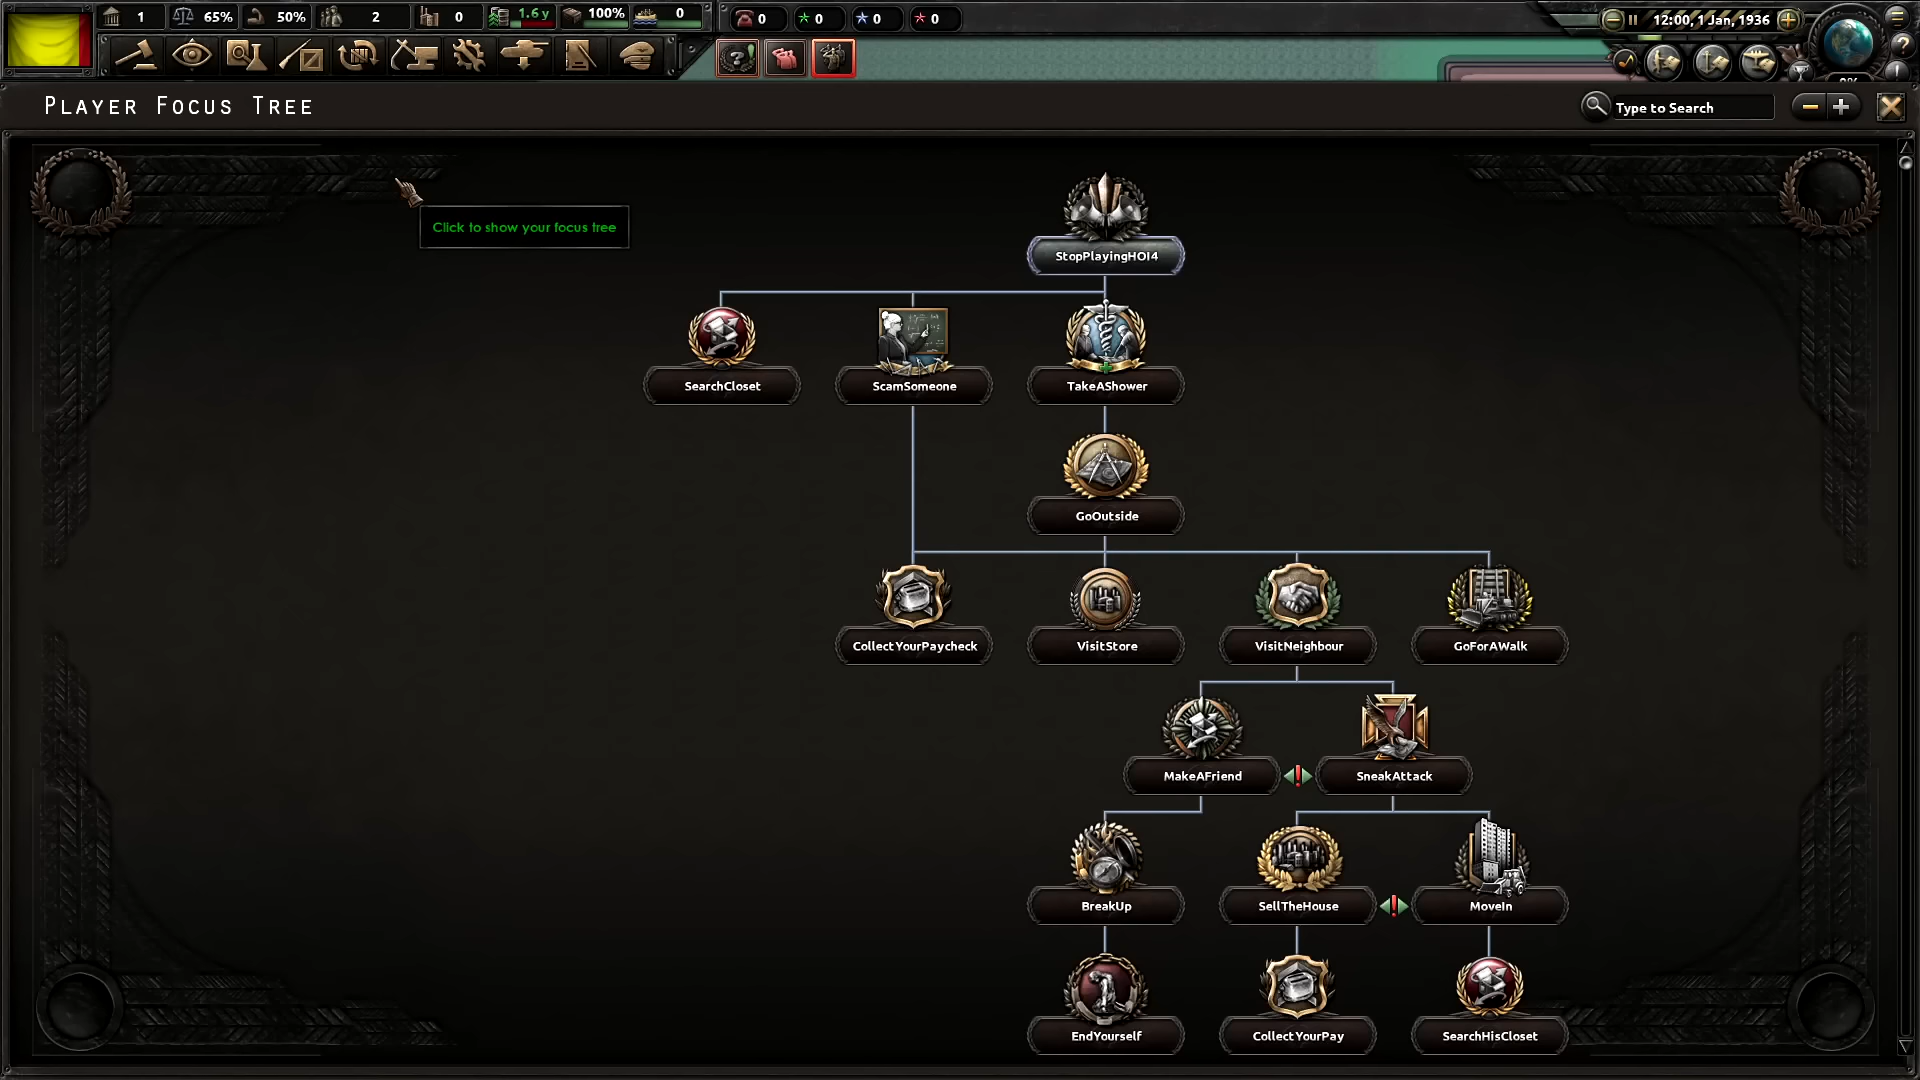 1 65% 50% 2 0 1.6 y 100% 0 0 0 0 0 12:00, 1 Jan, 1936
PLAYER FOCUS TREE
Type to Search
Click to show your focus tree
StopPlayingHOI4
SearchCloset ScamSomeone TakeAShower
GoOutside
CollectYourPaycheck VisitStore VisitNeighbour GoForAWalk
MakeAFriend SneakAttack
BreakUp SellTheHouse MoveIn
EndYourself CollectYourPay SearchHisCloset